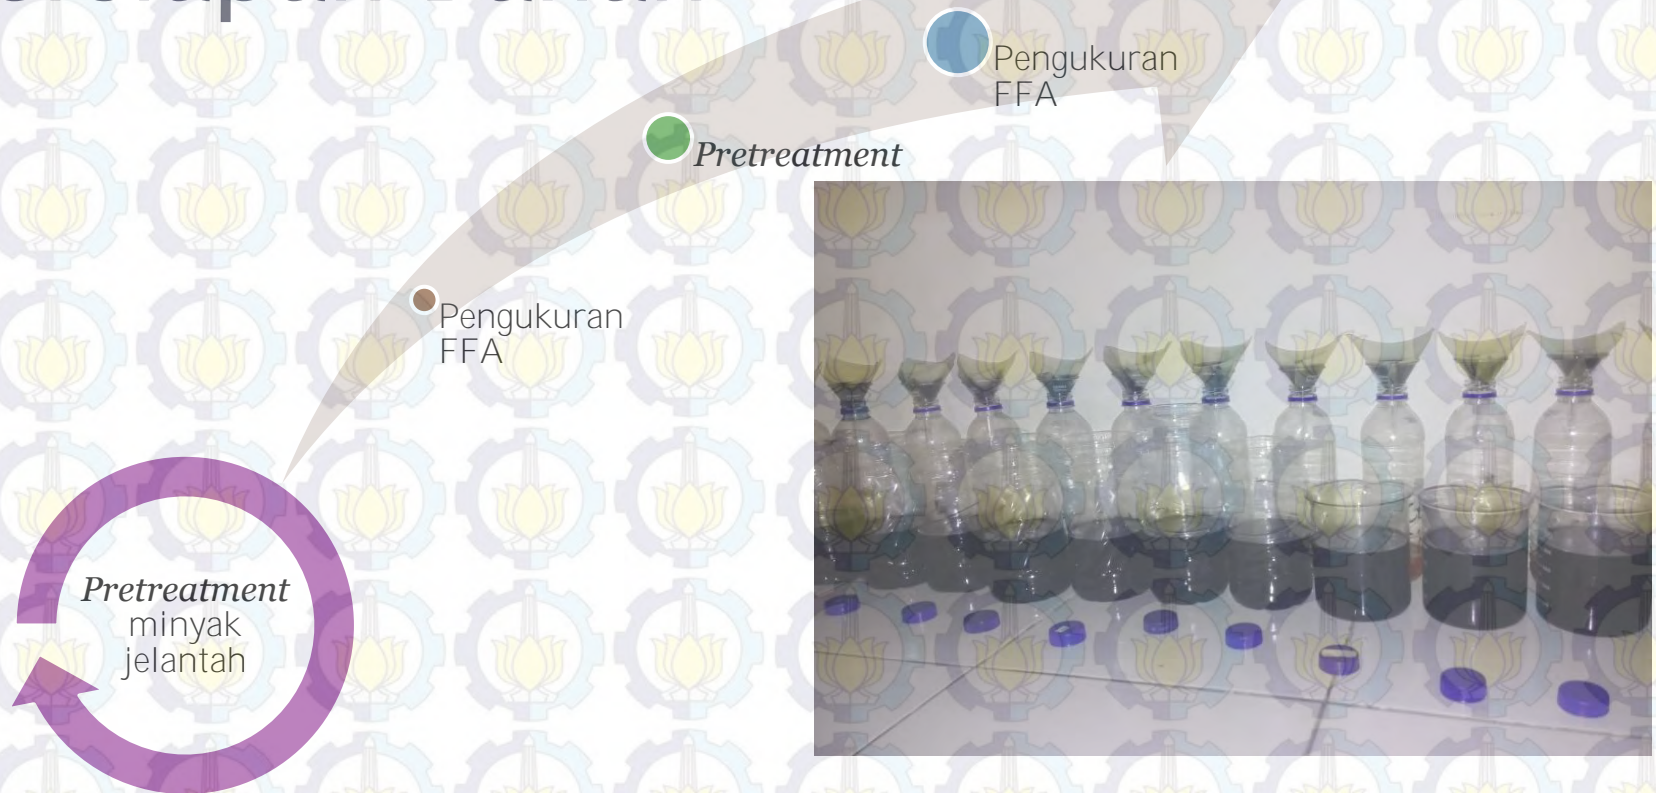 Pengukuran
FFA
Pretreatment
Pengukuran
FFA
Pretreatment
minyak
jelantah